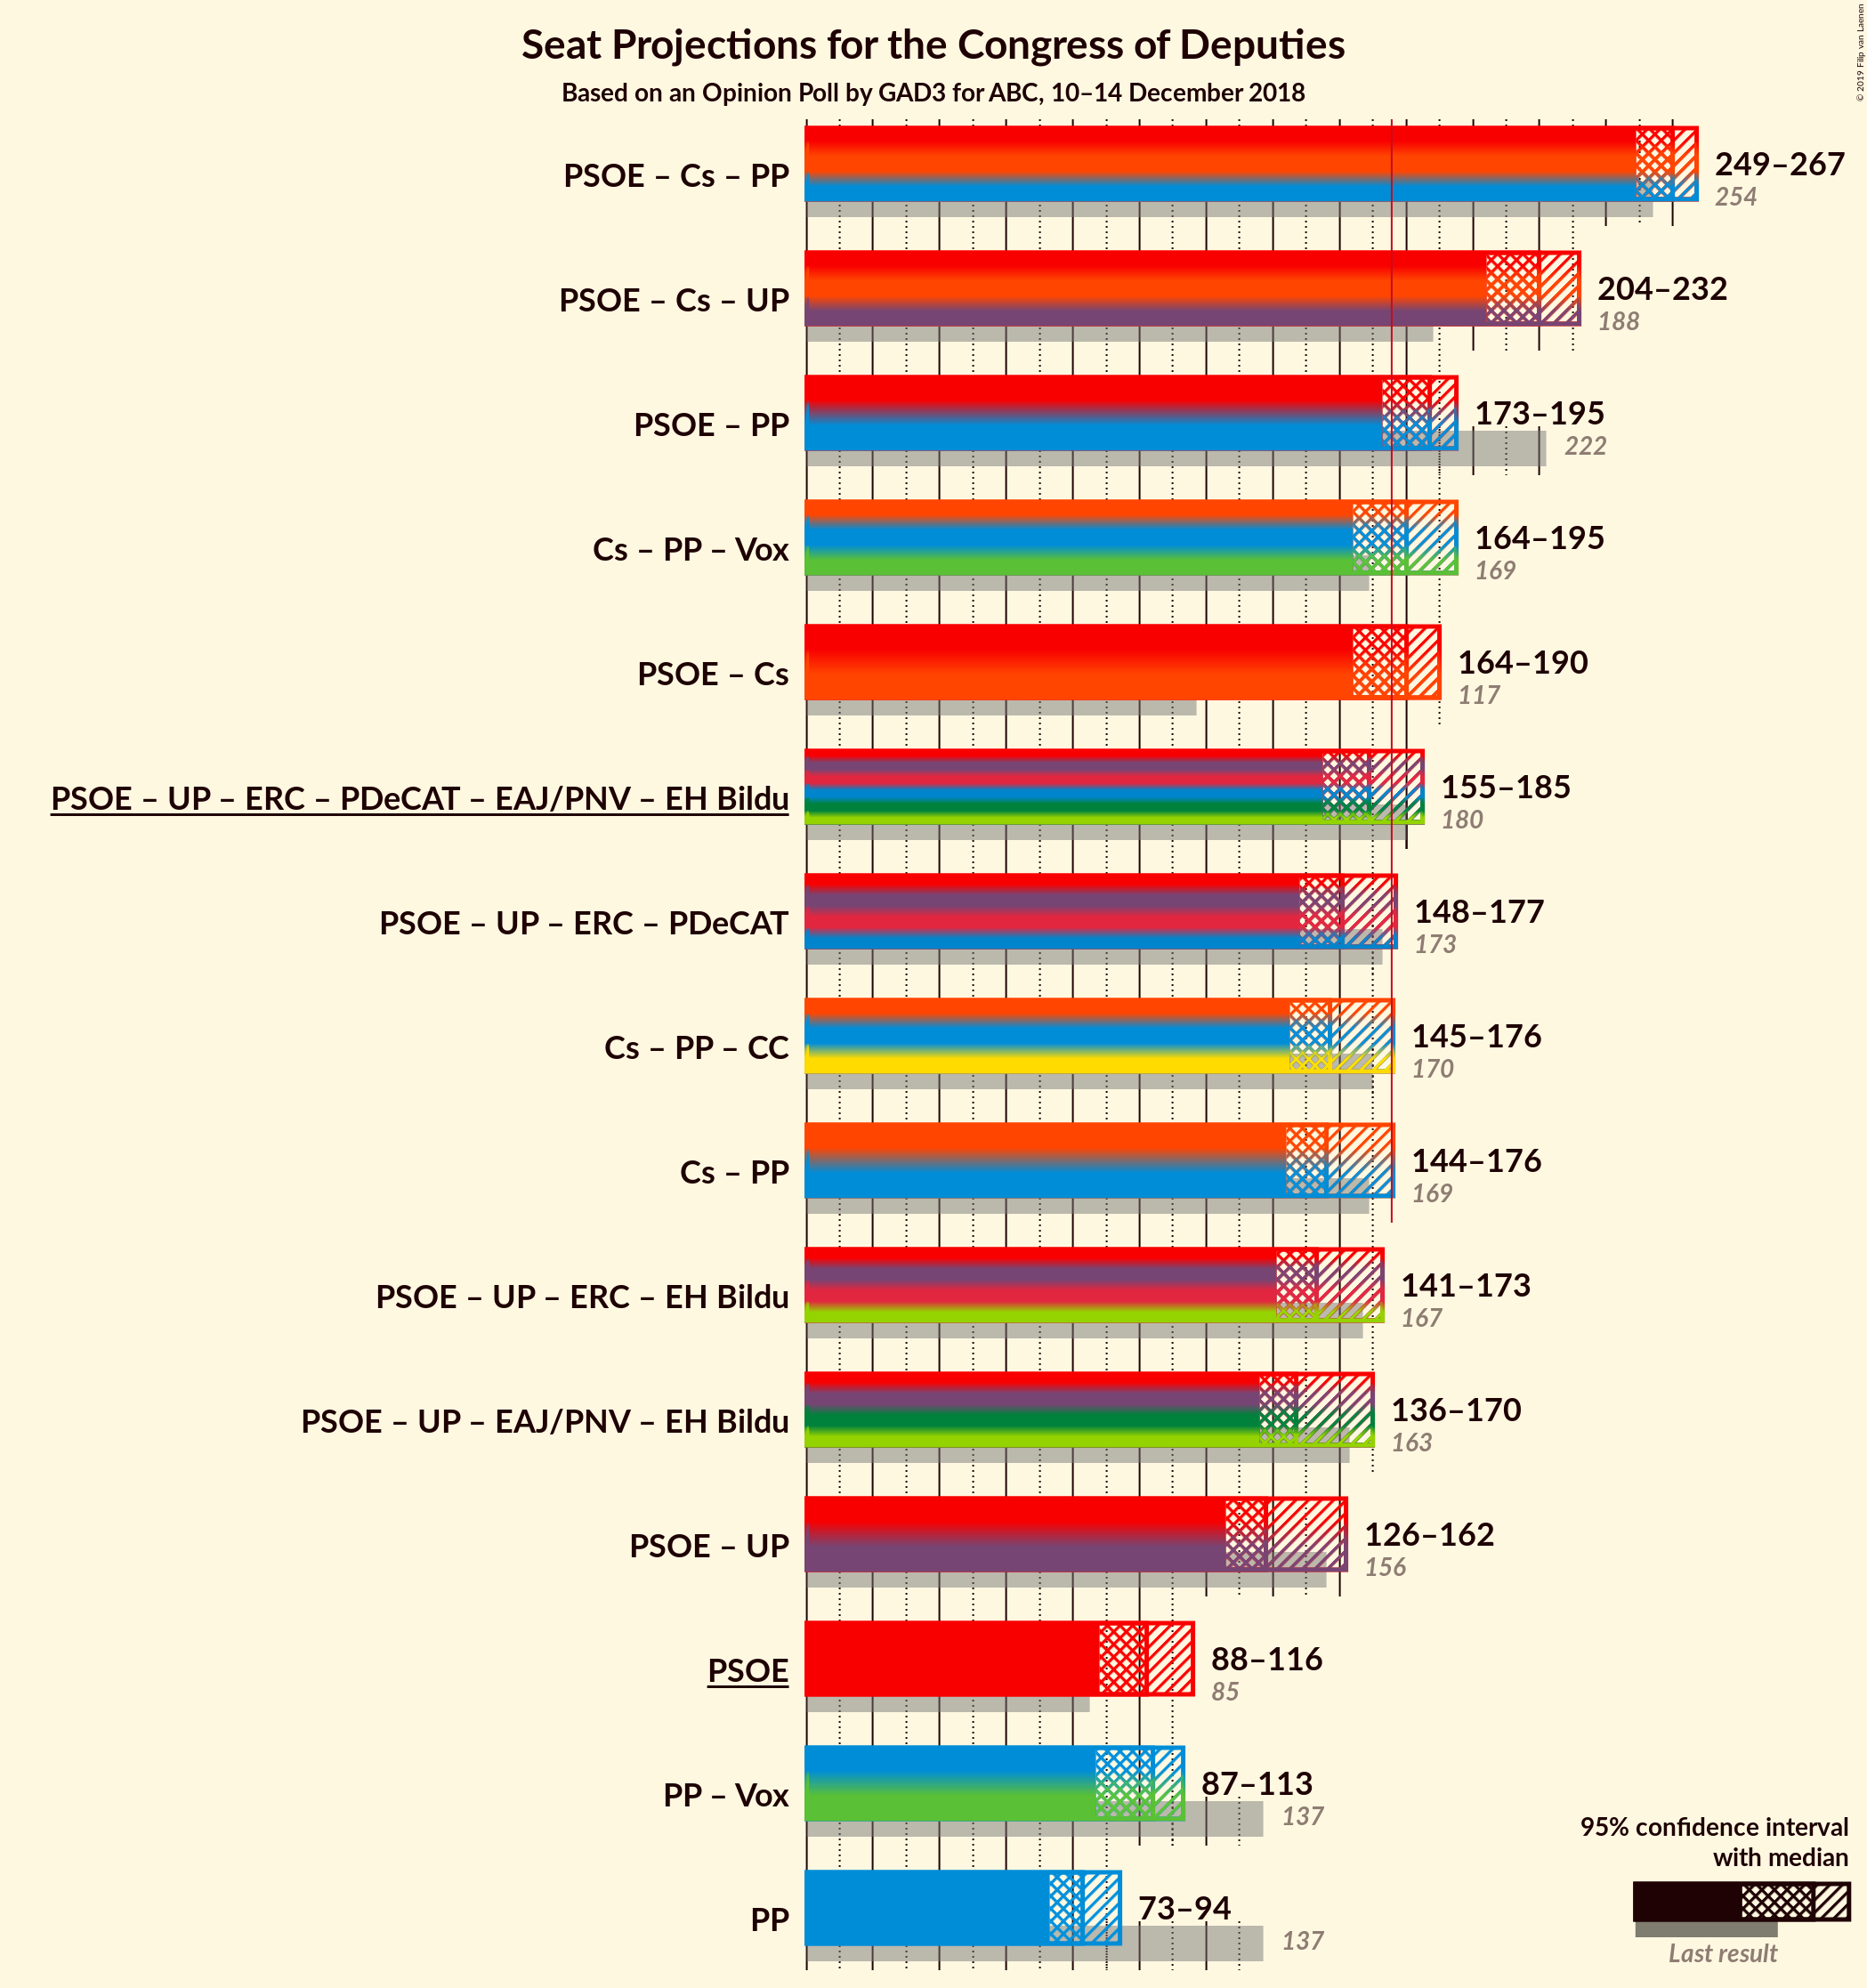 Seat Projections for the Congress of Deputies
Based on an Opinion Poll by GAD3 for ABC, 10–14 December 2018
© 2019 Filip van Laenen
PSOE – Cs – PP
249–267
254
PSOE – Cs – UP
204–232
188
PSOE – PP
173–195
222
Cs – PP – Vox
164–195
169
PSOE – Cs
164–190
117
PSOE – UP – ERC – PDeCAT – EAJ/PNV – EH Bildu
155–185
180
PSOE – UP – ERC – PDeCAT
148–177
173
Cs – PP – CC
145–176
170
Cs – PP
144–176
169
PSOE – UP – ERC – EH Bildu
141–173
167
PSOE – UP – EAJ/PNV – EH Bildu
136–170
163
PSOE – UP
126–162
156
PSOE
88–116
85
PP – Vox
87–113
137
PP
73–94
137
95% confidence interval
with median
Last result